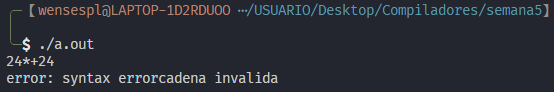 [wensespl@LAPTOP-1D2RDUOO ⋯/USUARIO/Desktop/Compiladores/semana5]
$ ./a.out
24*+24
error: syntax errorcadena invalida